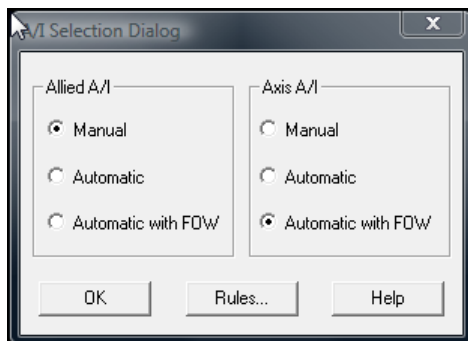 A/I Selection Dialog
Allied A/I
Axis A/I
Manual
Manual
Automatic
Automatic
Automatic with FOW
Automatic with FOW
OK
Rules...
Help